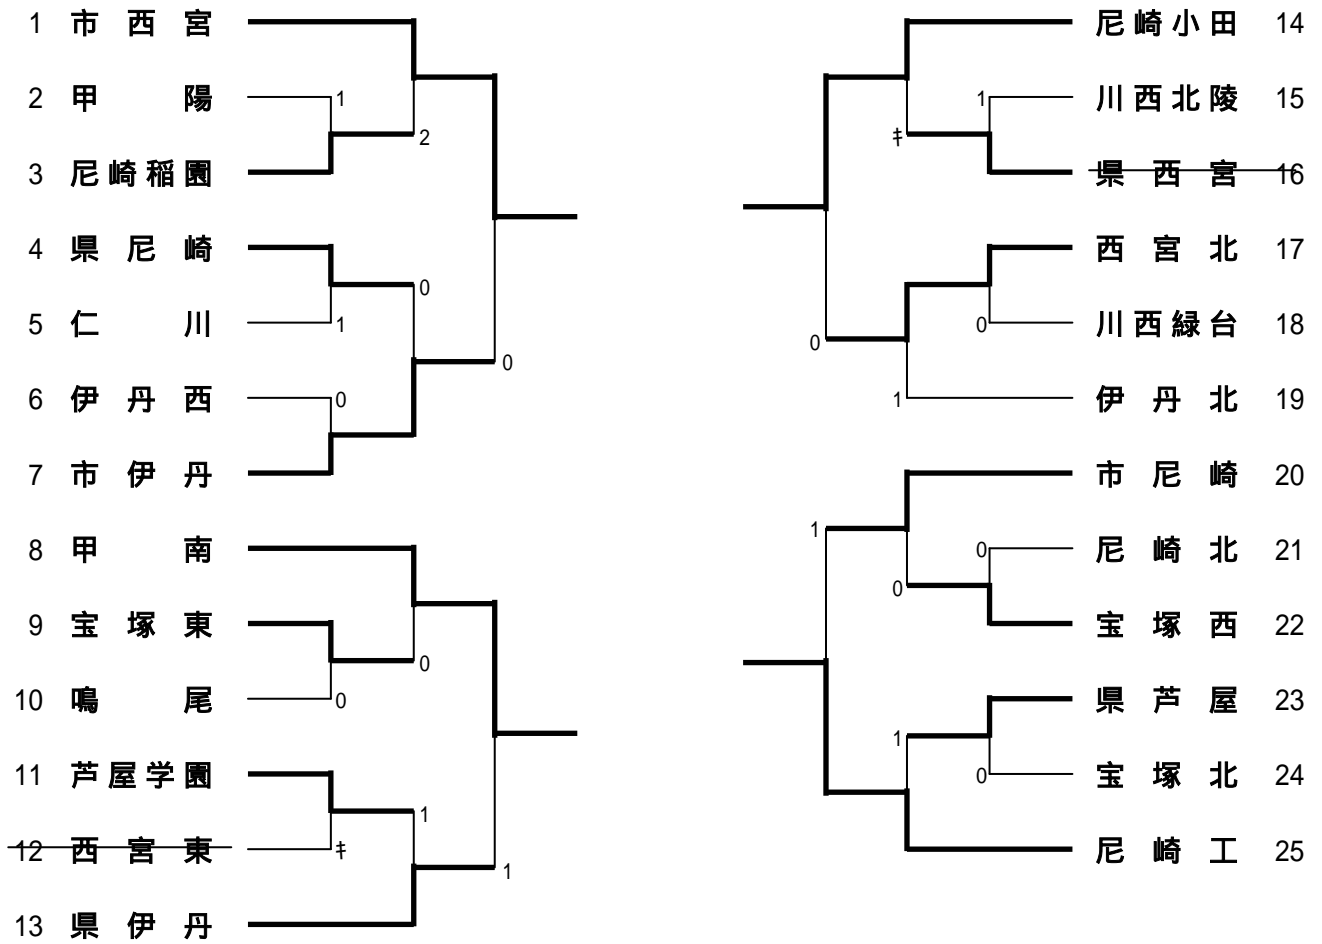 1 市西宮
2 甲陽 1
2
3 尼崎稲園
4 県尼崎
0
5 仁川 1
0
6 伊丹西 0
7 市伊丹
8 甲南
9 宝塚東
0
10 鳴尾 0
11 芦屋学園
1
12 西宮東 キ
1
13 県伊丹
尼崎小田 14
1 川西北陵 15
キ
県西宮 16
西宮北 17
0 川西緑台 18
0
1 伊丹北 19
市尼崎 20
1
0 尼崎北 21
0
宝塚西 22
県芦屋 23
1
0 宝塚北 24
尼崎工 25